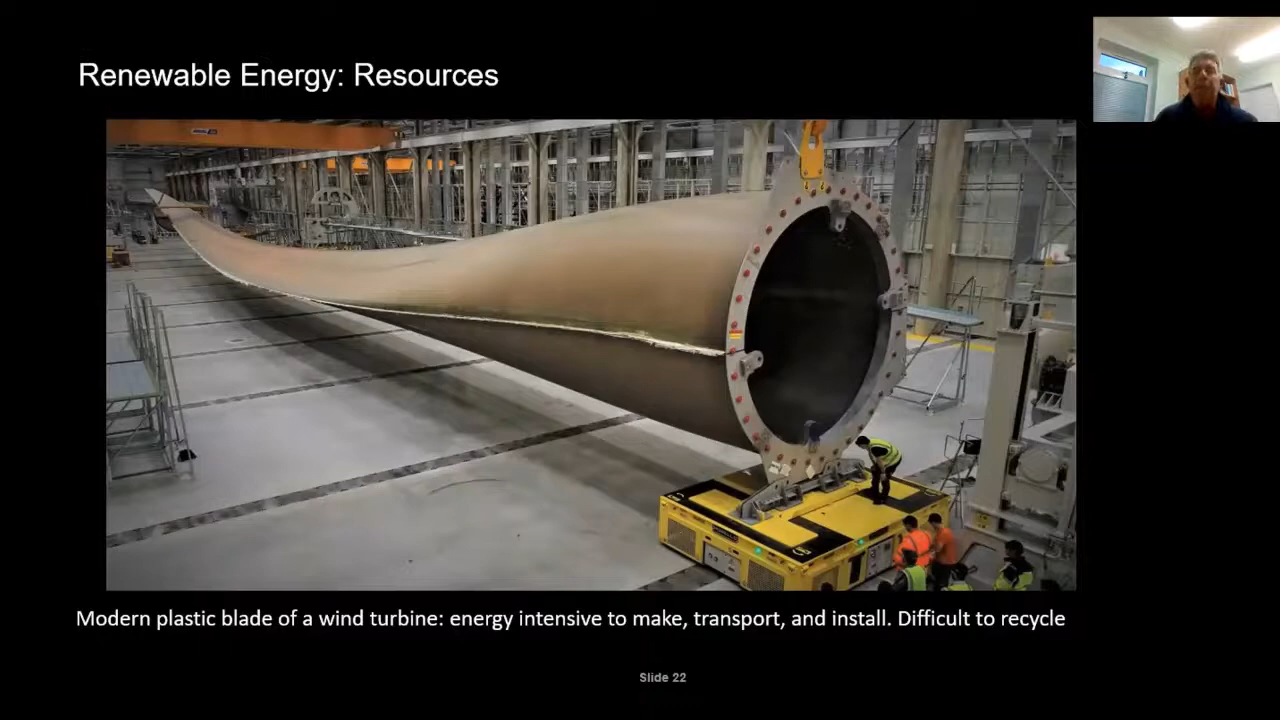 Renewable Energy: Resources
Modern plastic blade of a wind turbine: energy intensive to make, transport, and install. Difficult to recycle
Slide 22